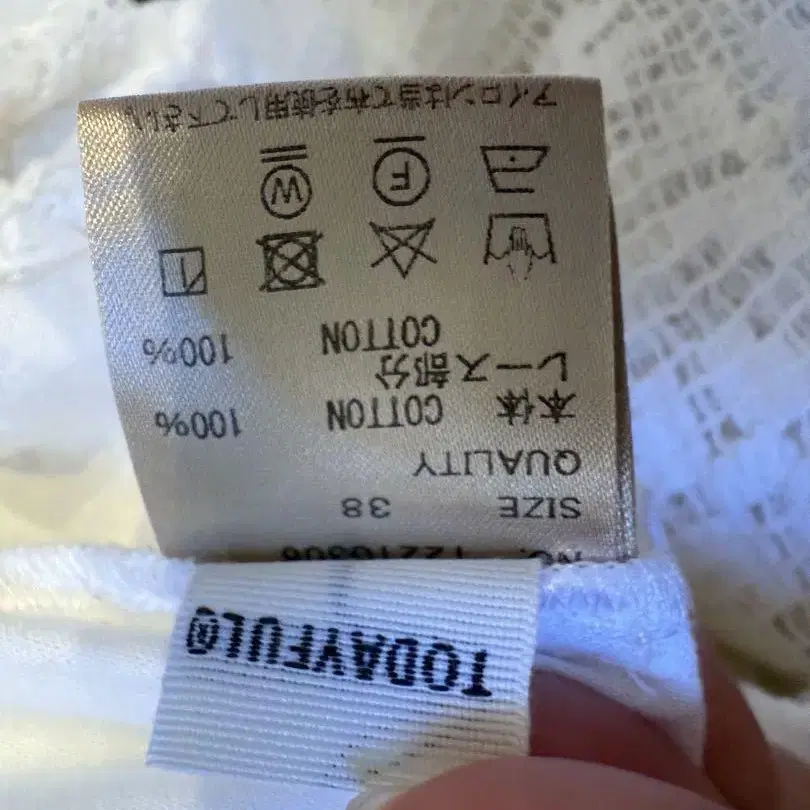 TODAYFUL®
NO.
SIZE 38
QUALITY
本体 COTTON 100%
レース部分
COTTON 100%
F W
アイロンは当て布を使用して下さい